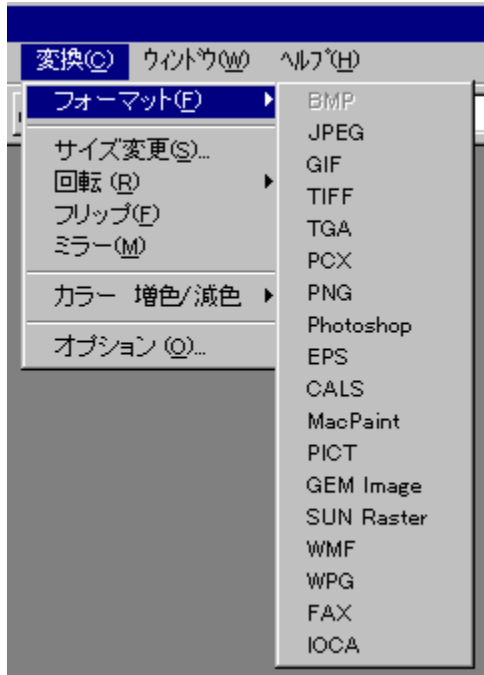 変換(C) ウィンドウ(W) ヘルプ(H)
フォーマット(F)
サイズ変更(S)...
回転 (R)
フリップ(F)
ミラー(M)
カラー 増色/減色
オプション (O)...
BMP
JPEG
GIF
TIFF
TGA
PCX
PNG
Photoshop
EPS
CALS
MacPaint
PICT
GEM Image
SUN Raster
WMF
WPG
FAX
IOCA